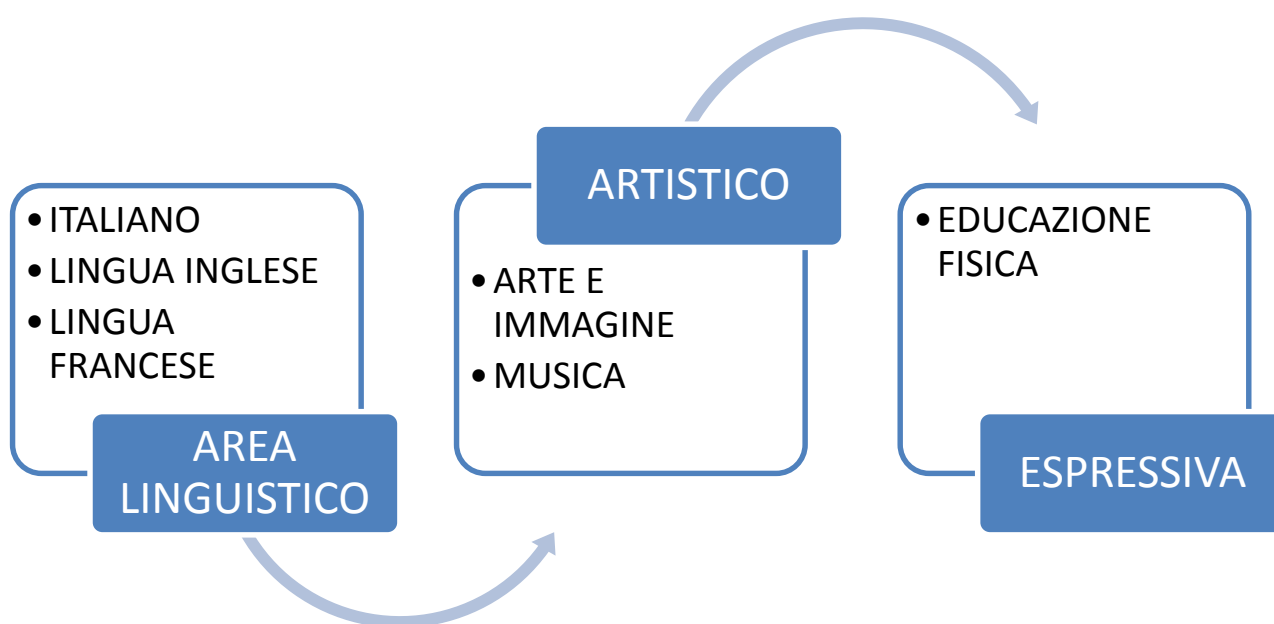 • ITALIANO
• LINGUA INGLESE
• LINGUA
FRANCESE
AREA
LINGUISTICO
ARTISTICO
• ARTE E
IMMAGINE
• MUSICA
• EDUCAZIONE
FISICA
ESPRESSIVA